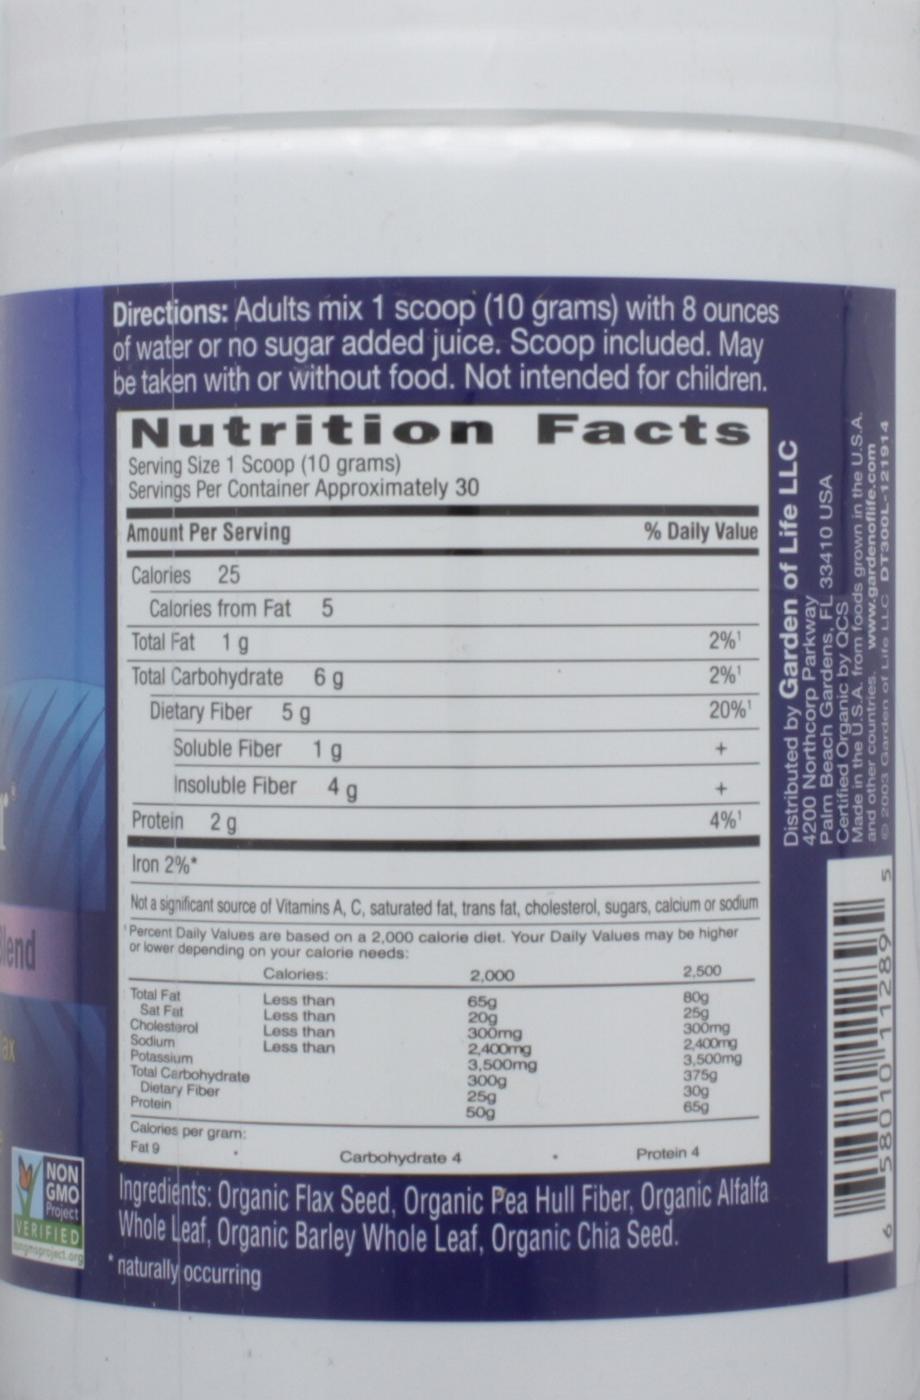 Directions: Adults mix 1 scoop (10 grams) with 8 ounces
of water or no sugar added juice. Scoop included. May
be taken with or without food. Not intended for children.
Nutrition Facts
Serving Size 1 Scoop (10 grams)
Servings Per Container Approximately 30
Amount Per Serving % Daily Value
Calories 25
Calories from Fat 5
Total Fat 1 g 2%¹
Total Carbohydrate 6 g 2%¹
Dietary Fiber 5 g 20%¹
Soluble Fiber 1 g +
Insoluble Fiber 4 g +
Protein 2 g 4%¹
Iron 2%*
Not a significant source of Vitamins A, C, saturated fat, trans fat, cholesterol, sugars, calcium or sodium
¹Percent Daily Values are based on a 2,000 calorie diet. Your Daily Values may be higher
or lower depending on your calorie needs:
Calories: 2,000 2,500
Total Fat Less than 65g 80g
Sat Fat Less than 20g 25g
Cholesterol Less than 300mg 300mg
Sodium Less than 2,400mg 2,400mg
Potassium 3,500mg 3,500mg
Total Carbohydrate 300g 375g
Dietary Fiber 25g 30g
Protein 50g 65g
Calories per gram:
Fat 9 • Carbohydrate 4 • Protein 4
Ingredients: Organic Flax Seed, Organic Pea Hull Fiber, Organic Alfalfa
Whole Leaf, Organic Barley Whole Leaf, Organic Chia Seed.
*naturally occurring
Distributed by Garden of Life LLC
4200 Northcorp Parkway
Palm Beach Gardens, FL 33410 USA
Certified Organic by QCS
Made in the U.S.A. from foods grown in the U.S.A.
and other countries. www.gardenoflife.com
© 2003 Garden of Life LLC DT300L-121914
6 58010 11289 5
NON
GMO
Project
VERIFIED